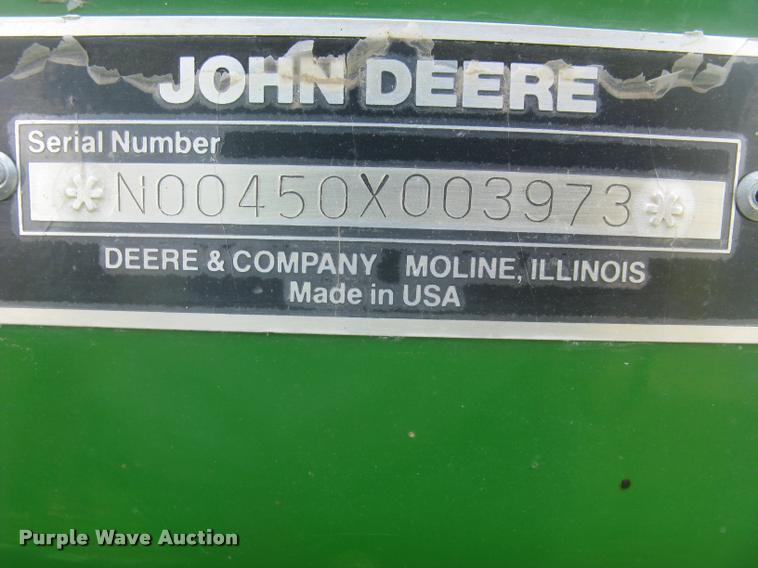 JOHN DEERE
Serial Number
*N00450X003973*
DEERE & COMPANY MOLINE, ILLINOIS
Made in USA
Purple Wave Auction